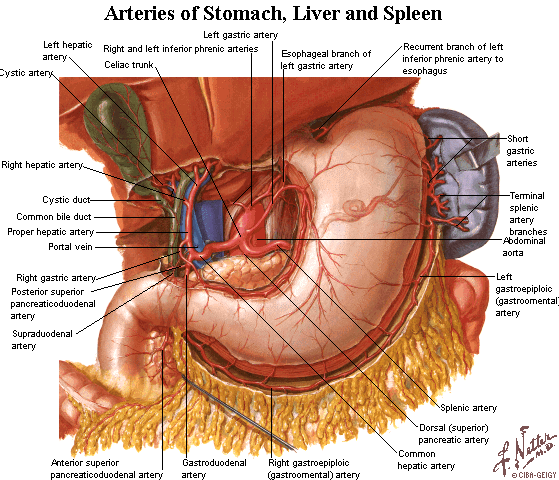 Arteries of Stomach, Liver and Spleen
Left gastric artery
Left hepatic
artery
Right and left inferior phrenic arteries
Esophageal branch of
left gastric artery
Recurrent branch of left
inferior phrenic artery to
esophagus
Cystic artery
Celiac trunk
Short
gastric
arteries
Right hepatic artery
Cystic duct
Common bile duct
Proper hepatic artery
Portal vein
Terminal
splenic
artery
branches
Abdominal
aorta
Right gastric artery
Posterior superior
pancreaticoduodenal
artery
Supraduodenal
artery
Left
gastroepiploic
(gastroomental)
artery
Splenic artery
Dorsal (superior)
pancreatic artery
Common
hepatic artery
Anterior superior
pancreaticoduodenal artery
Gastroduodenal
artery
Right gastroepiploic
(gastroomental) artery
F. Netter
M.D.
© CIBA-GEIGY